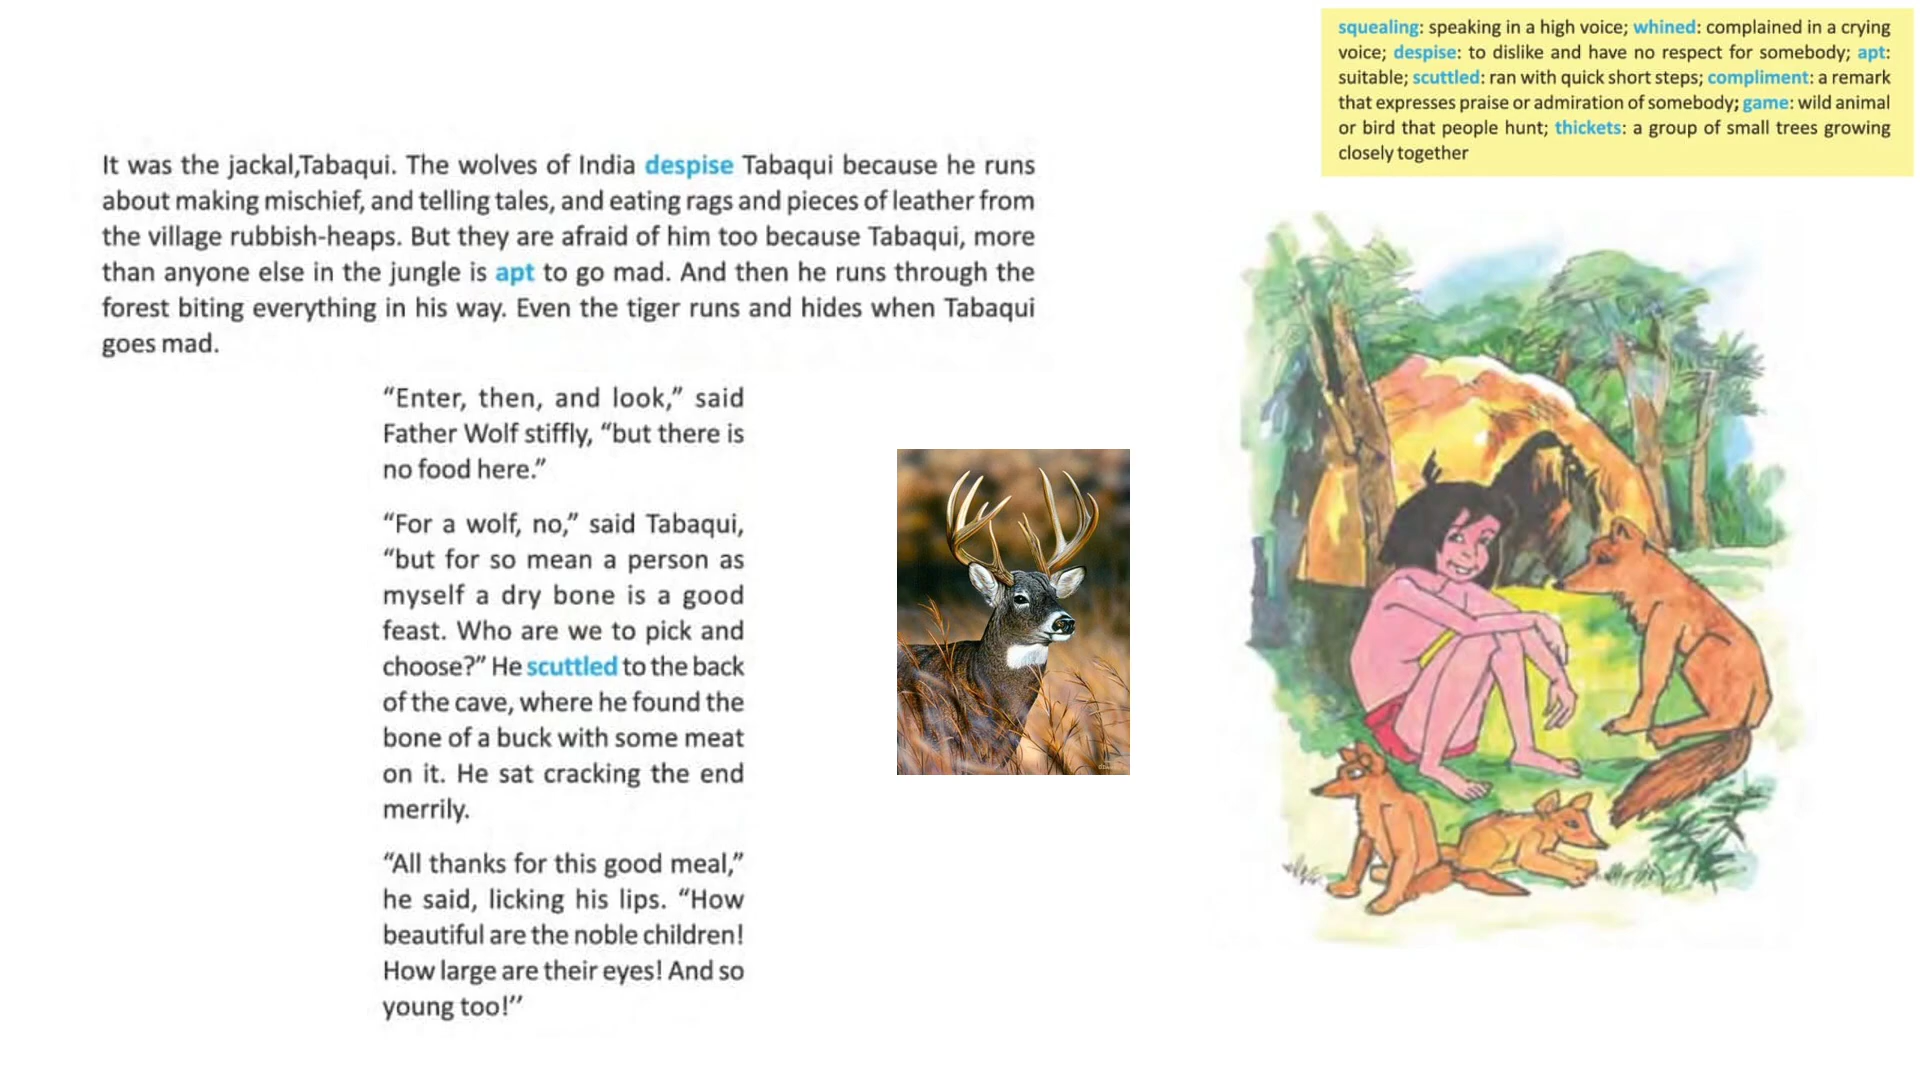 squealing: speaking in a high voice; whined: complained in a crying
voice; despise: to dislike and have no respect for somebody; apt:
suitable; scuttled: ran with quick short steps; compliment: a remark
that expresses praise or admiration of somebody; game: wild animal
or bird that people hunt; thickets: a group of small trees growing
closely together
It was the jackal,Tabaqui. The wolves of India despise Tabaqui because he runs
about making mischief, and telling tales, and eating rags and pieces of leather from
the village rubbish-heaps. But they are afraid of him too because Tabaqui, more
than anyone else in the jungle is apt to go mad. And then he runs through the
forest biting everything in his way. Even the tiger runs and hides when Tabaqui
goes mad.
“Enter, then, and look,” said
Father Wolf stiffly, “but there is
no food here.”
“For a wolf, no,” said Tabaqui,
“but for so mean a person as
myself a dry bone is a good
feast. Who are we to pick and
choose?” He scuttled to the back
of the cave, where he found the
bone of a buck with some meat
on it. He sat cracking the end
merrily.
“All thanks for this good meal,”
he said, licking his lips. “How
beautiful are the noble children!
How large are their eyes! And so
young too!”